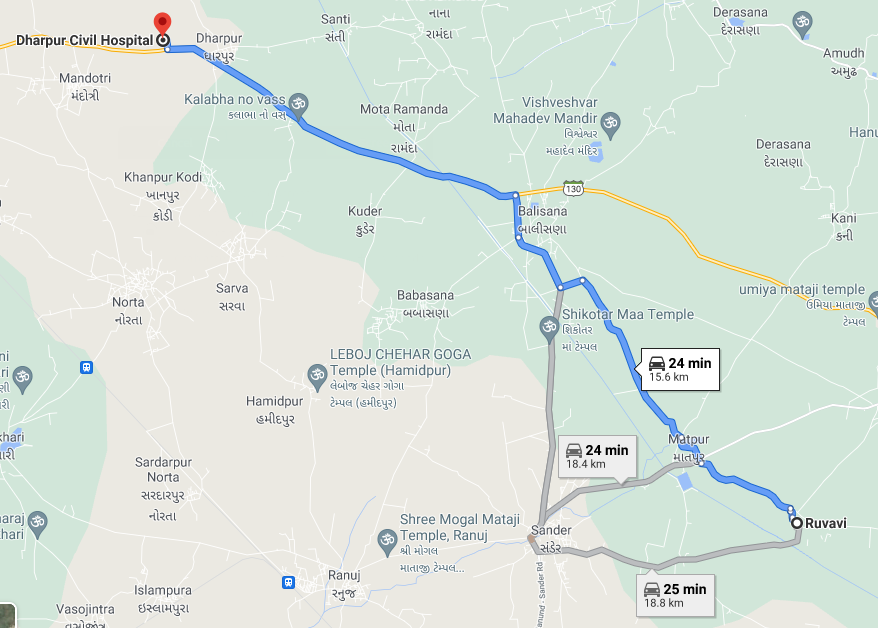 Santi
સંતી
નાના
રામંદા
Derasana
દેરાસણા
Dharpur Civil Hospital
Dharpur
ધારપુર
Amudh
અમુઢ
Mandotri
મંદોત્રી
Kalabha no vass
કલાભા નો વસ
Mota Ramanda
મોતા
રામંદા
Vishveshvar
Mahadev Mandir
વિશ્વેશ્વર
મહાદેવ મંદિર
Derasana
દેરાસણા
Hanu
Khanpur Kodi
ખાનપુર
કોડી
130
Kuder
કુડેર
Balisana
બાલીસણા
Kani
કની
Sarva
સરવા
Norta
નોરતા
Babasana
બબાસણા
umiya mataji temple
ઉમિયા માતાજી
ટેમ્પલ
Shikotar Maa Temple
શિકોતર
માં ટેમ્પલ
LEBOJ CHEHAR GOGA
Temple (Hamidpur)
લેબોજ ચેહર ગોગા
ટેમ્પલ (હમીદપુર)
24 min
15.6 km
Hamidpur
હમીદપુર
Matpur
માતપુર
24 min
18.4 km
Sardarpur
Norta
સરદારપુર
નોરતા
Ruvavi
Shree Mogal Mataji
Temple, Ranuj
શ્રી મોગલ
માતાજી ટેમ્પલ...
Sander
સંડેર
Ranuj
રનુજ
Islampura
ઇસ્લામપુરા
25 min
18.8 km
Vasojintra